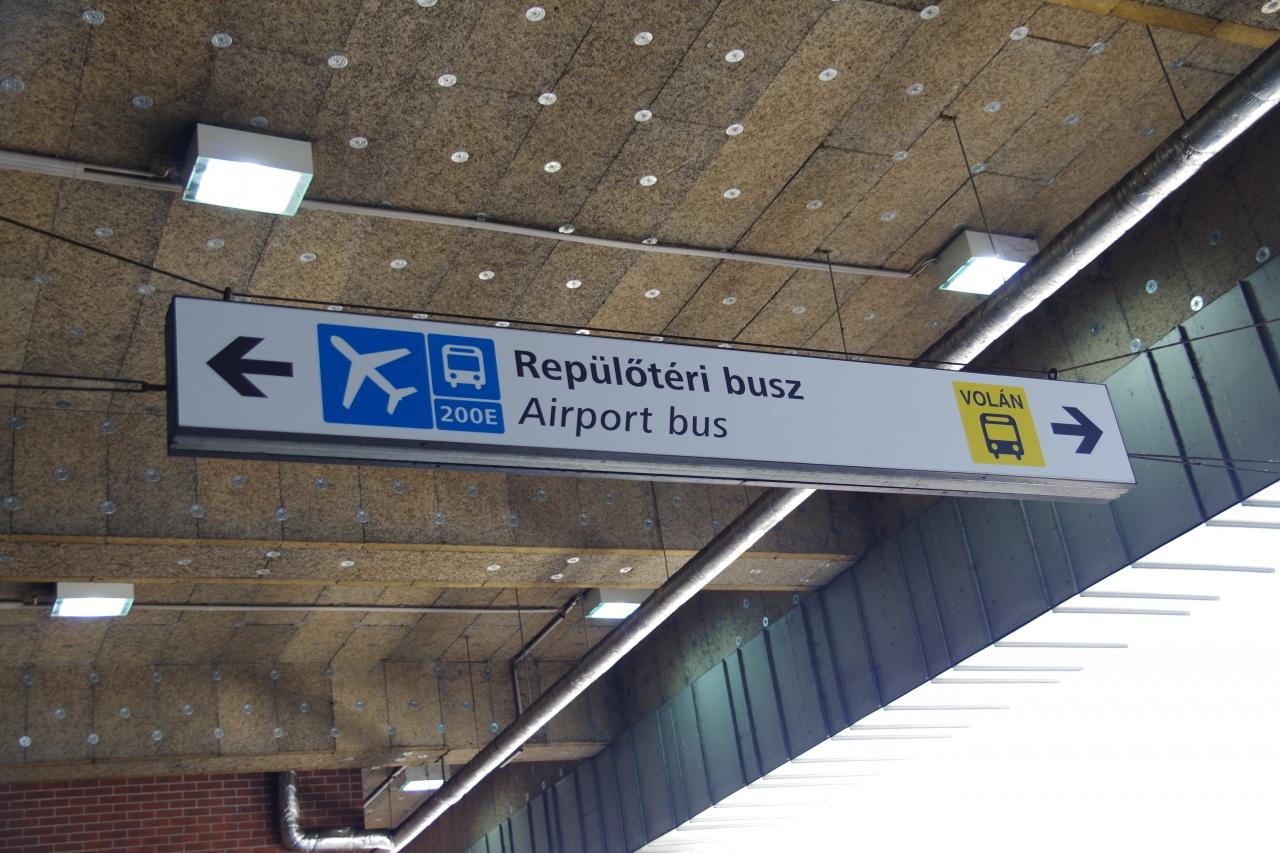 200E
Repülőtéri busz
Airport bus
VOLÁN